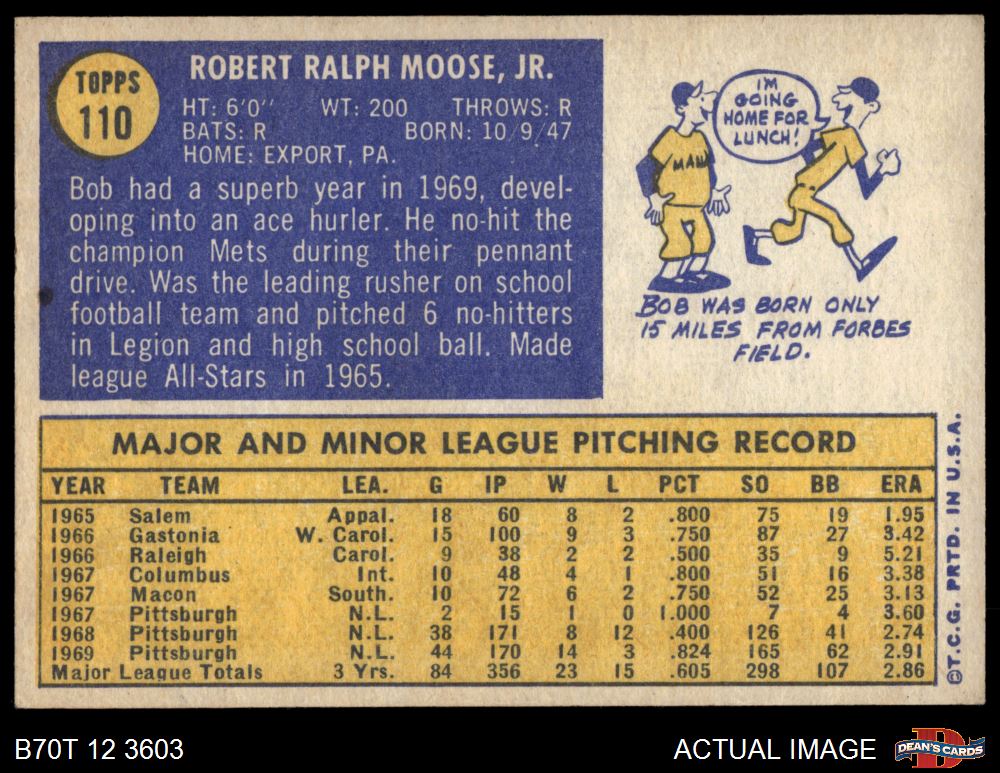 TOPPS
110
ROBERT RALPH MOOSE, JR.
HT: 6'0" WT: 200 THROWS: R
BATS: R BORN: 10/9/47
HOME: EXPORT, PA.
Bob had a superb year in 1969, devel-
oping into an ace hurler. He no-hit the
champion Mets during their pennant
drive. Was the leading rusher on school
football team and pitched 6 no-hitters
in Legion and high school ball. Made
league All-Stars in 1965.
I'M
GOING
HOME FOR
LUNCH!
BOB WAS BORN ONLY
15 MILES FROM FORBES
FIELD.
MAJOR AND MINOR LEAGUE PITCHING RECORD
YEAR TEAM LEA. G IP W L PCT SO BB ERA
1965 Salem Appal. 18 60 8 2 .800 75 19 1.95
1966 Gastonia W. Carol. 15 100 9 3 .750 87 27 3.42
1966 Raleigh Carol. 9 38 2 2 .500 35 9 5.21
1967 Columbus Int. 10 48 4 1 .800 51 16 3.38
1967 Macon South. 10 72 6 2 .750 52 25 3.13
1967 Pittsburgh N.L. 2 15 1 0 1.000 7 4 3.60
1968 Pittsburgh N.L. 38 171 8 12 .400 126 41 2.74
1969 Pittsburgh N.L. 44 170 14 3 .824 165 62 2.91
Major League Totals 3 Yrs. 84 356 23 15 .605 298 107 2.86
©T.C.G. PRTD. IN U.S.A.
B70T 12 3603
ACTUAL IMAGE
D
DEAN'S CARDS